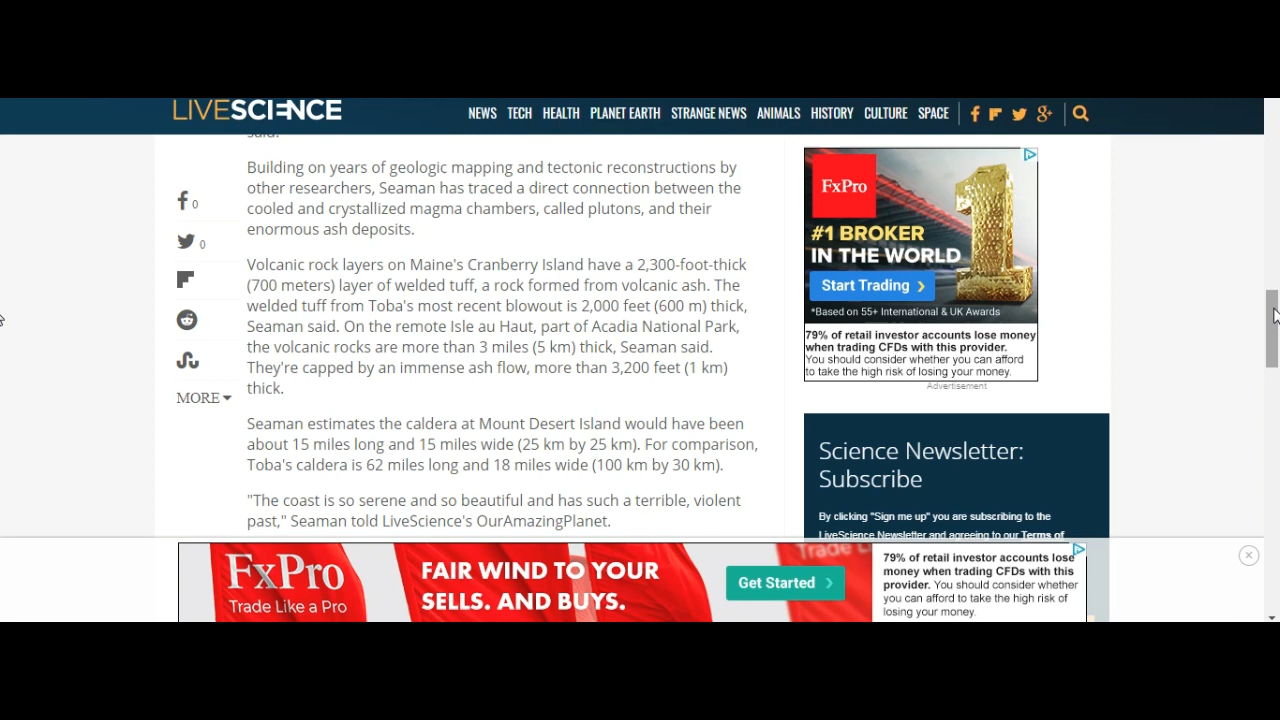 LIVESCIENCE
NEWS TECH HEALTH PLANET EARTH STRANGE NEWS ANIMALS HISTORY CULTURE SPACE
said.
Building on years of geologic mapping and tectonic reconstructions by
other researchers, Seaman has traced a direct connection between the
cooled and crystallized magma chambers, called plutons, and their
enormous ash deposits.
Volcanic rock layers on Maine's Cranberry Island have a 2,300-foot-thick
(700 meters) layer of welded tuff, a rock formed from volcanic ash. The
welded tuff from Toba's most recent blowout is 2,000 feet (600 m) thick,
Seaman said. On the remote Isle au Haut, part of Acadia National Park,
the volcanic rocks are more than 3 miles (5 km) thick, Seaman said.
They're capped by an immense ash flow, more than 3,200 feet (1 km)
thick.
Seaman estimates the caldera at Mount Desert Island would have been
about 15 miles long and 15 miles wide (25 km by 25 km). For comparison,
Toba's caldera is 62 miles long and 18 miles wide (100 km by 30 km).
"The coast is so serene and so beautiful and has such a terrible, violent
past," Seaman told LiveScience's OurAmazingPlanet.
0
0
MORE
FxPro
#1 BROKER
IN THE WORLD
Start Trading
*Based on 55+ International & UK Awards
79% of retail investor accounts lose money
when trading CFDs with this provider.
You should consider whether you can afford
to take the high risk of losing your money.
Advertisement
Science Newsletter:
Subscribe
By clicking "Sign me up" you are subscribing to the
LiveScience Newsletter and agreeing to our Terms of
FxPro
Trade Like a Pro
FAIR WIND TO YOUR
SELLS. AND BUYS.
Trade Like
Get Started
79% of retail investor accounts lose
money when trading CFDs with this
provider. You should consider whether
you can afford to take the high risk of
losing your money.